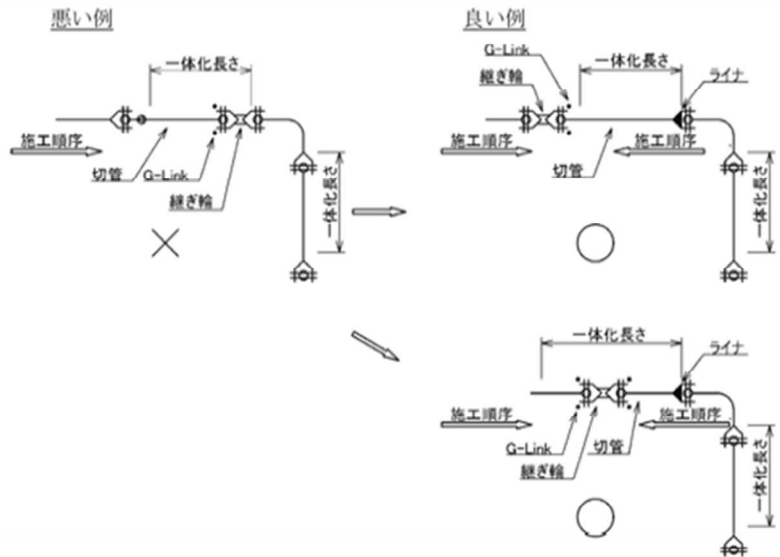 悪い例
一体化長さ
施工順序
切管
G-Link
継ぎ輪
一体化長さ
良い例
G-Link
継ぎ輪
一体化長さ
ライナ
施工順序
施工順序
切管
一体化長さ
一体化長さ
ライナ
施工順序
施工順序
G-Link
切管
継ぎ輪
一体化長さ